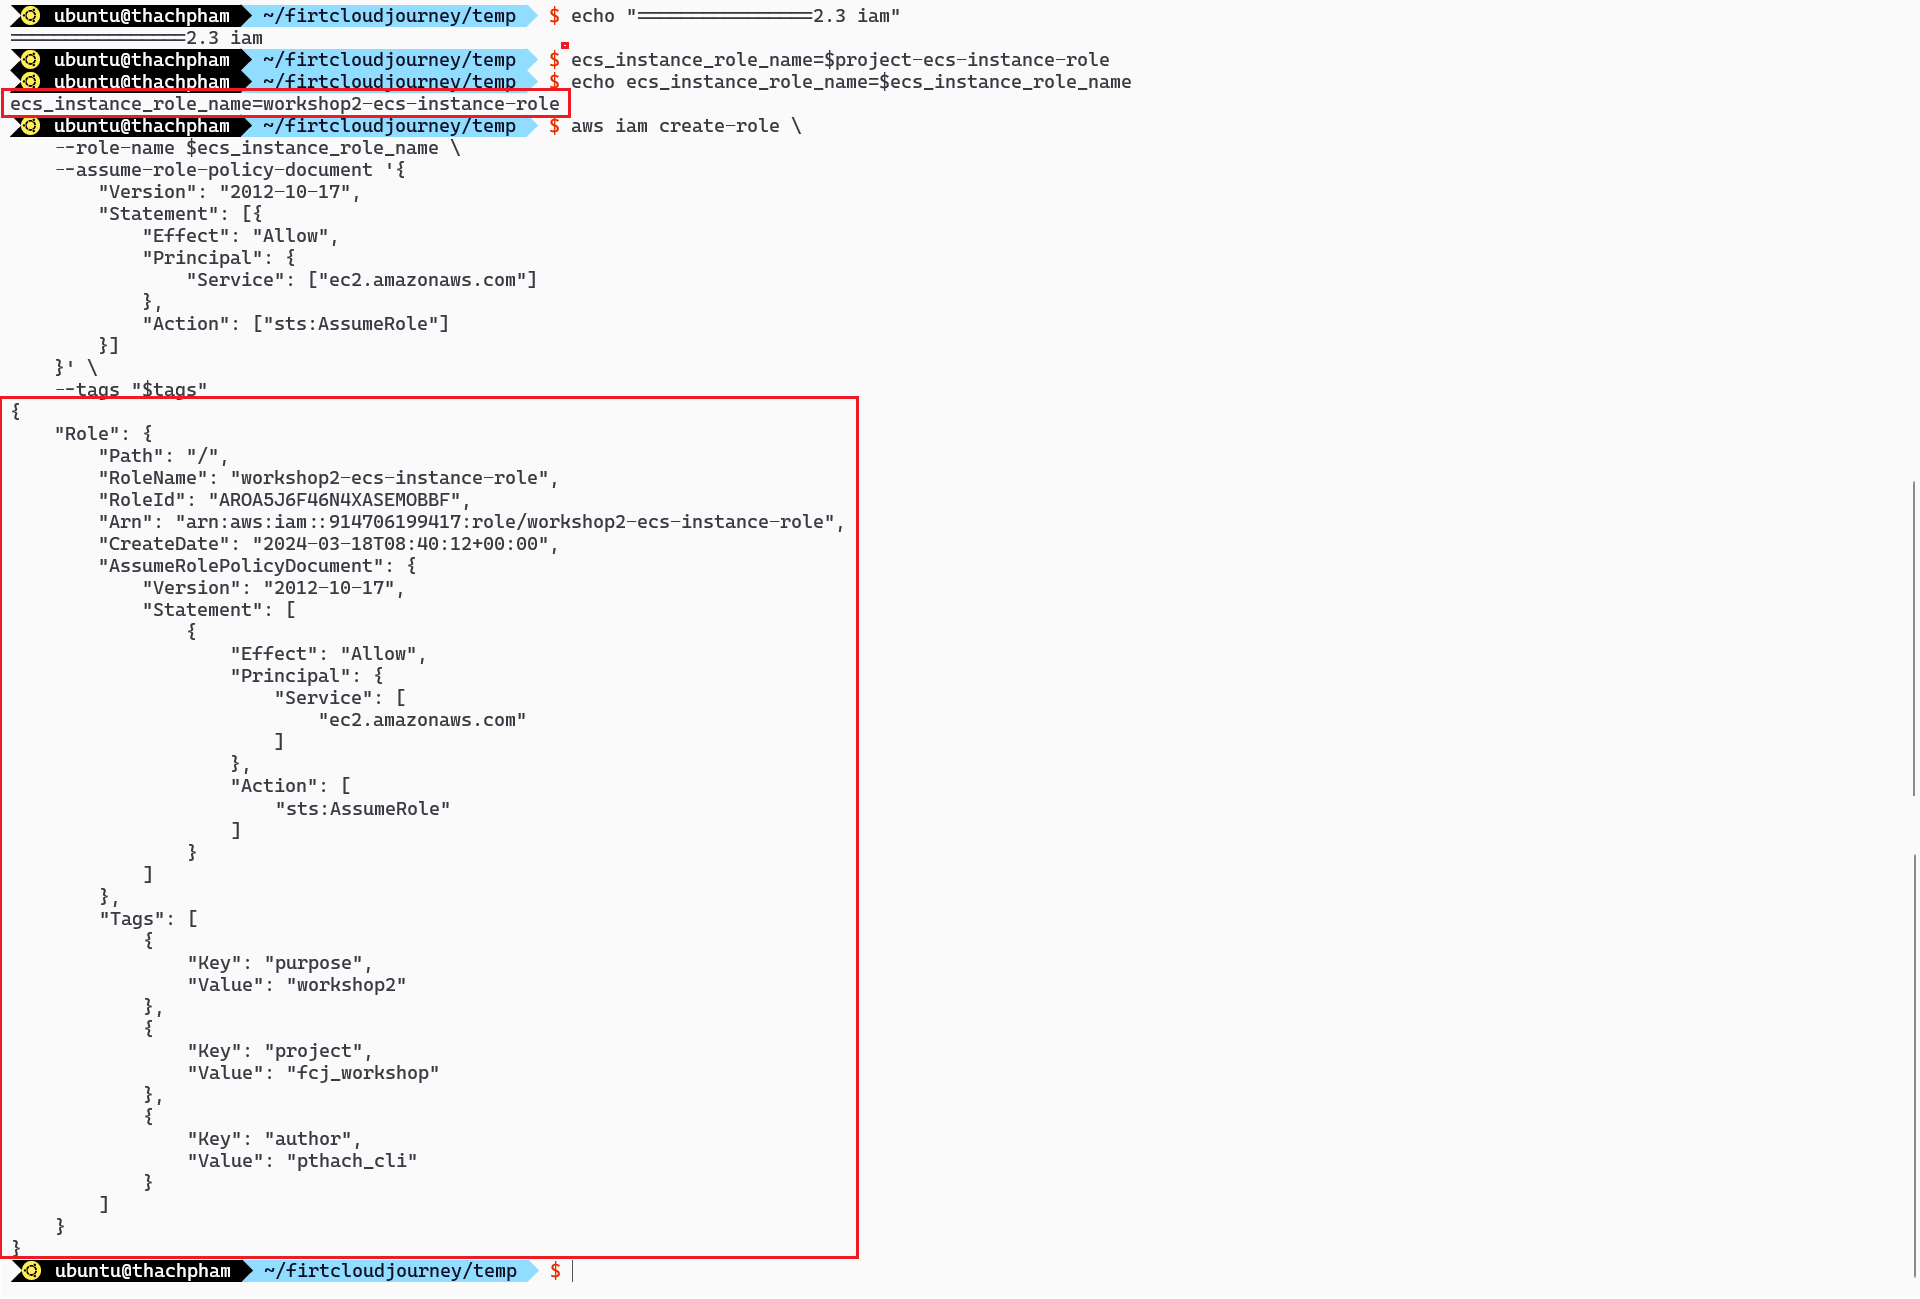 ubuntu@thachpham ~/firtcloudjourney/temp $ echo "================2.3 iam"
================2.3 iam
ubuntu@thachpham ~/firtcloudjourney/temp $ ecs_instance_role_name=$project-ecs-instance-role
ubuntu@thachpham ~/firtcloudjourney/temp $ echo ecs_instance_role_name=$ecs_instance_role_name
ecs_instance_role_name=workshop2-ecs-instance-role
ubuntu@thachpham ~/firtcloudjourney/temp $ aws iam create-role \
    --role-name $ecs_instance_role_name \
    --assume-role-policy-document '{
        "Version": "2012-10-17",
        "Statement": [{
            "Effect": "Allow",
            "Principal": {
                "Service": ["ec2.amazonaws.com"]
            },
            "Action": ["sts:AssumeRole"]
        }]
    }' \
    --tags "$tags"
{
    "Role": {
        "Path": "/",
        "RoleName": "workshop2-ecs-instance-role",
        "RoleId": "AROA5J6F46N4XASEMOBBF",
        "Arn": "arn:aws:iam::914706199417:role/workshop2-ecs-instance-role",
        "CreateDate": "2024-03-18T08:40:12+00:00",
        "AssumeRolePolicyDocument": {
            "Version": "2012-10-17",
            "Statement": [
                {
                    "Effect": "Allow",
                    "Principal": {
                        "Service": [
                            "ec2.amazonaws.com"
                        ]
                    },
                    "Action": [
                        "sts:AssumeRole"
                    ]
                }
            ]
        },
        "Tags": [
            {
                "Key": "purpose",
                "Value": "workshop2"
            },
            {
                "Key": "project",
                "Value": "fcj_workshop"
            },
            {
                "Key": "author",
                "Value": "pthach_cli"
            }
        ]
    }
}
ubuntu@thachpham ~/firtcloudjourney/temp $